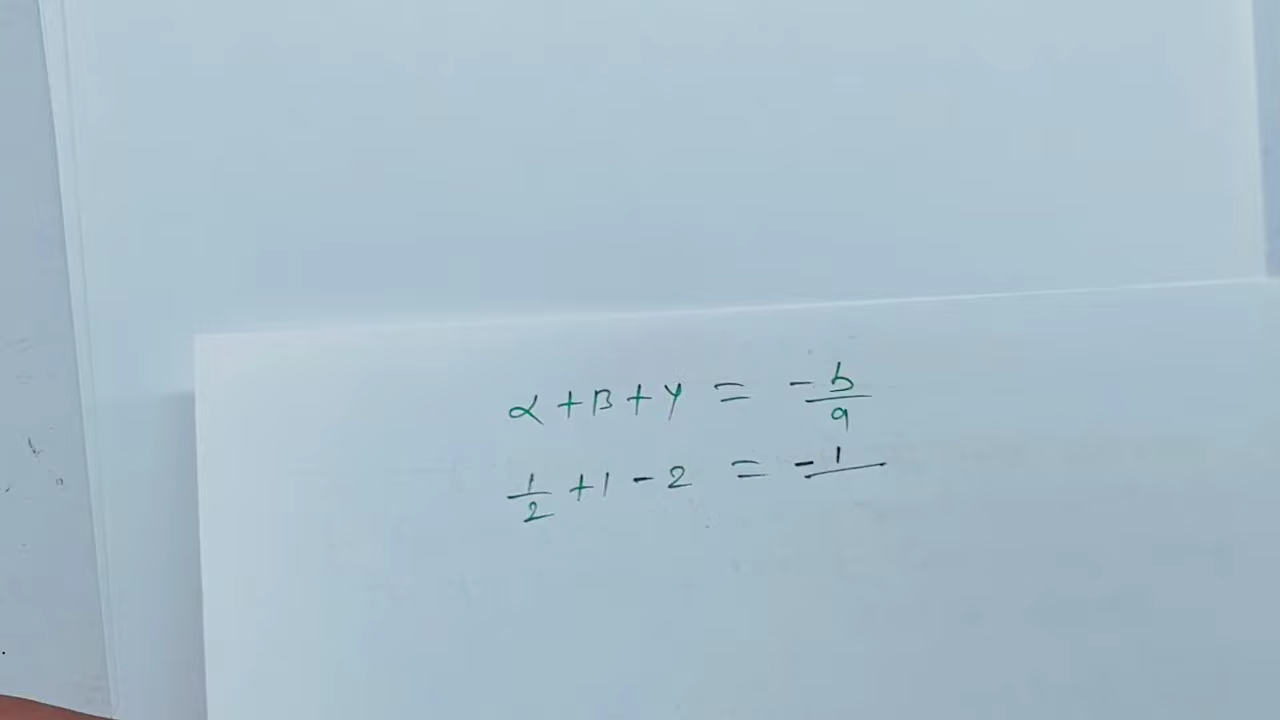 α + β + γ = -b/a
1/2 + 1 - 2 = -1/